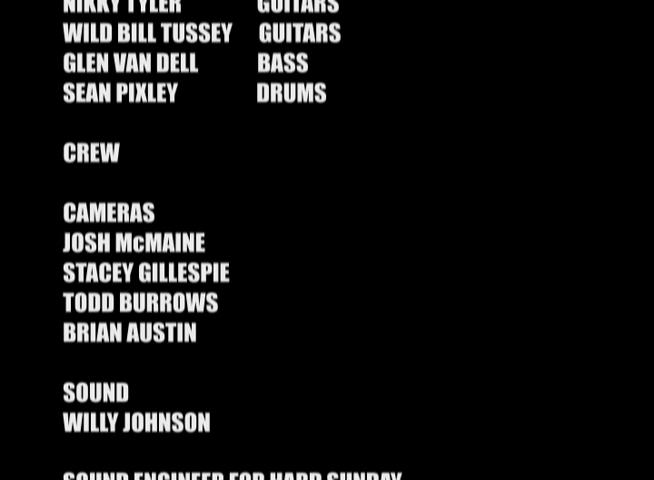 NIKKY TYLER GUITARS
WILD BILL TUSSEY GUITARS
GLEN VAN DELL BASS
SEAN PIXLEY DRUMS
CREW
CAMERAS
JOSH McMAINE
STACEY GILLESPIE
TODD BURROWS
BRIAN AUSTIN
SOUND
WILLY JOHNSON
SOUND ENGINEER FOR HARD SUNDAY